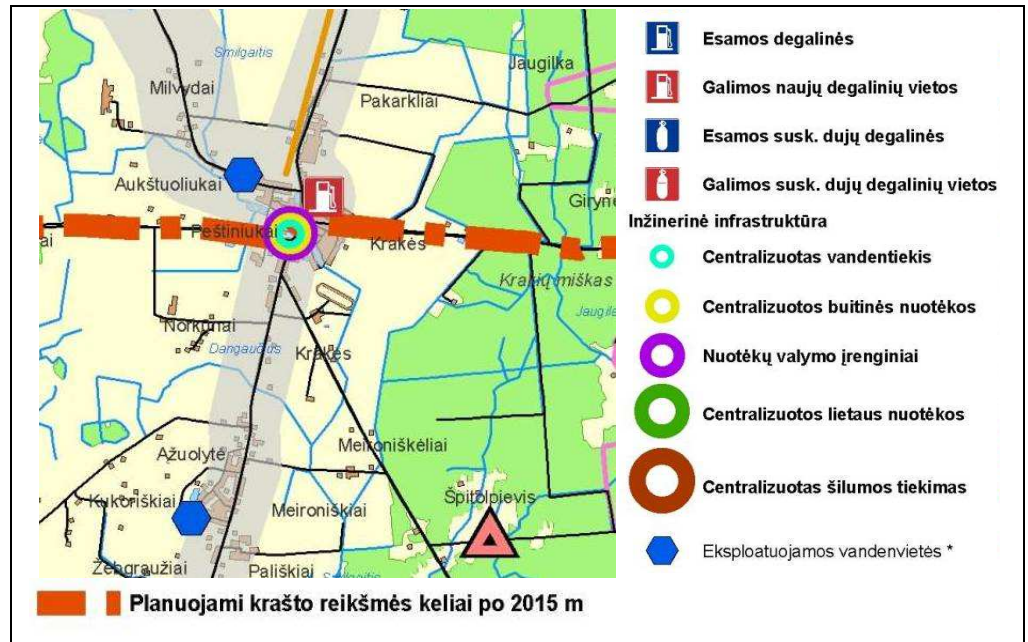 Smilgaitis
Milvydai
Jaugilka
Pakarkliai
Aukštuoliukai
Peštiniukai
Krakės
ai
Krakių miškas
Norkūnai
Dangaučius
Krakės
Ažuolytė
Meironiškėliai
Kukoriškiai
Meironiškiai
Špitolpievis
Žebgraužiai
Pališkiai
Smilgaitis
Planuojami krašto reikšmės keliai po 2015 m
Esamos degalinės
Galimos naujų degalinių vietos
Esamos susk. dujų degalinės
Galimos susk. dujų degalinių vietos
Inžinerinė infrastruktūra
Centralizuotas vandentiekis
Centralizuotos buitinės nuotėkos
Nuotėkų valymo įrenginiai
Centralizuotos lietaus nuotėkos
Centralizuotas šilumos tiekimas
Eksploatuojamos vandenvietės *